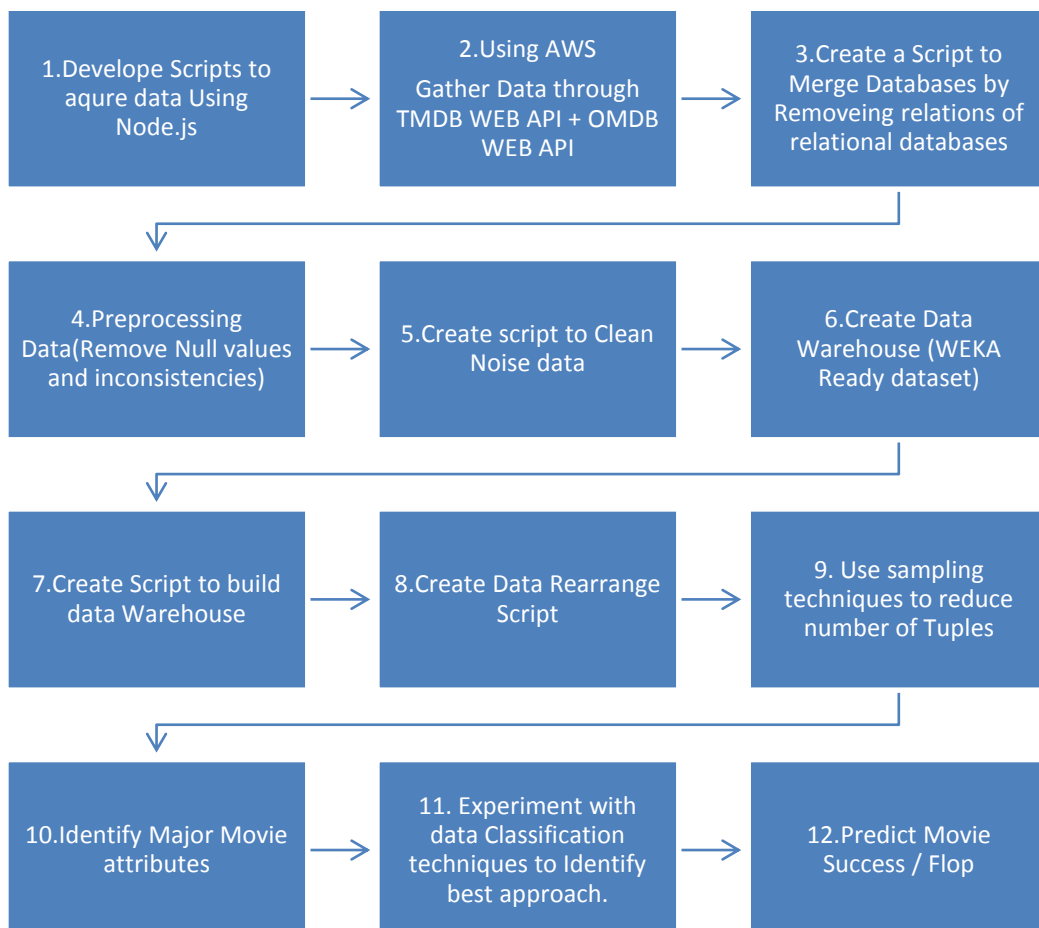 1.Develope Scripts to
aqure data Using
Node.js
2.Using AWS
Gather Data through
TMDB WEB API + OMDB
WEB API
3.Create a Script to
Merge Databases by
Removeing relations of
relational databases
4.Preprocessing
Data(Remove Null values
and inconsistencies)
5.Create script to Clean
Noise data
6.Create Data
Warehouse (WEKA
Ready dataset)
7.Create Script to build
data Warehouse
8.Create Data Rearrange
Script
9. Use sampling
techniques to reduce
number of Tuples
10.Identify Major Movie
attributes
11. Experiment with
data Classification
techniques to Identify
best approach.
12.Predict Movie
Success / Flop